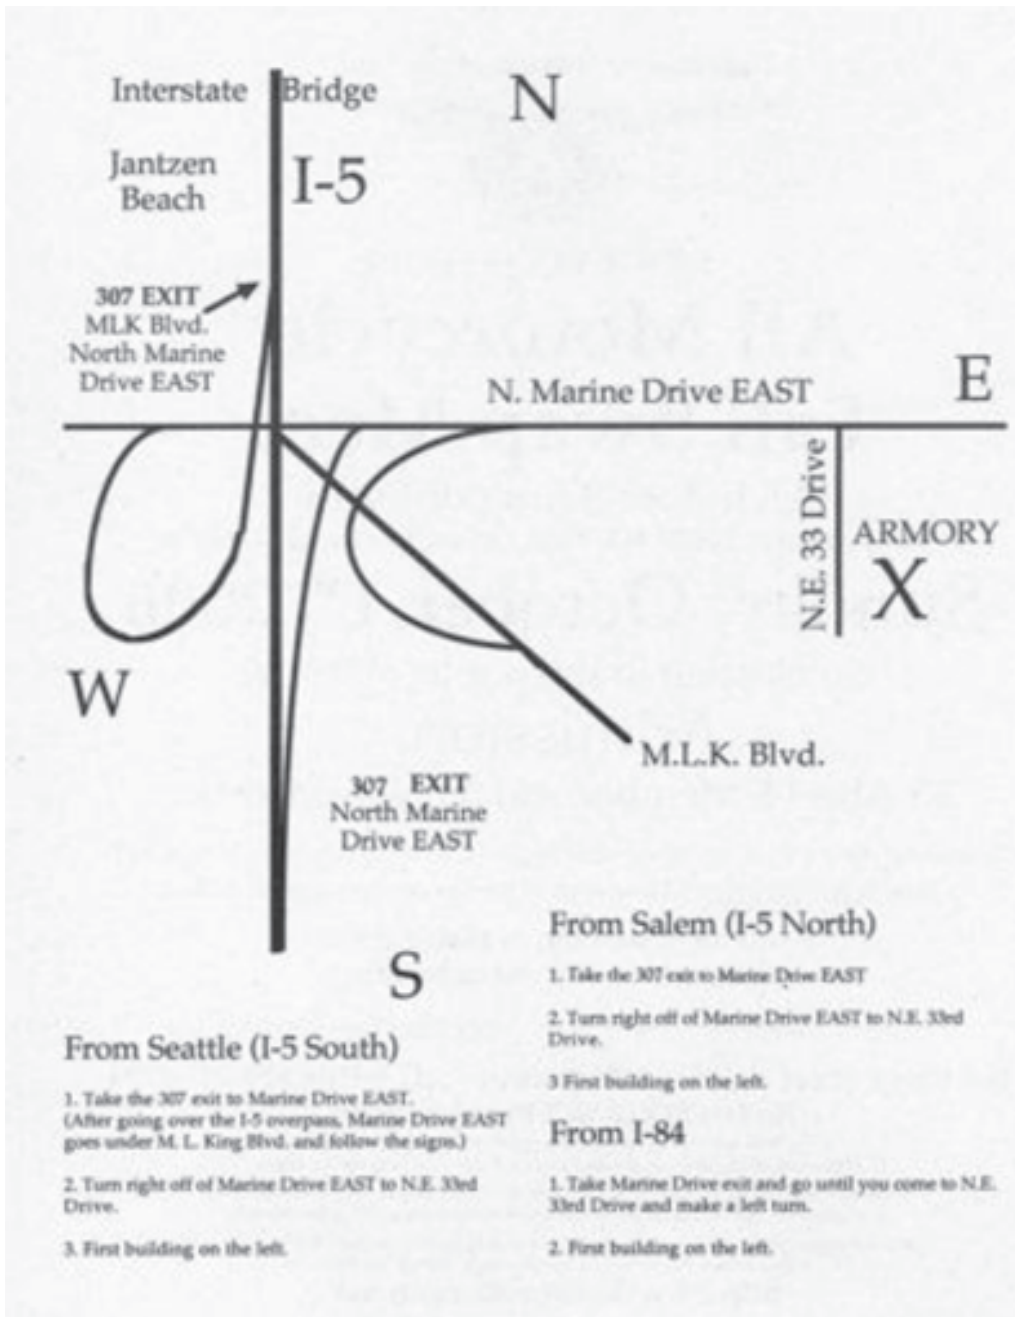 Interstate Bridge
N
Jantzen
Beach
I-5
307 EXIT
MLK Blvd.
North Marine
Drive EAST
N. Marine Drive EAST
E
N.E. 33 Drive
ARMORY
X
W
M.L.K. Blvd.
307 EXIT
North Marine
Drive EAST
S
From Seattle (I-5 South)
1. Take the 307 exit to Marine Drive EAST.
(After going over the I-5 overpass, Marine Drive EAST
goes under M. L. King Blvd. and follow the signs.)
2. Turn right off of Marine Drive EAST to N.E. 33rd
Drive.
3. First building on the left.
From Salem (I-5 North)
1. Take the 307 exit to Marine Drive EAST
2. Turn right off of Marine Drive EAST to N.E. 33rd
Drive.
3 First building on the left.
From I-84
1. Take Marine Drive exit and go until you come to N.E.
33rd Drive and make a left turn.
2. First building on the left.